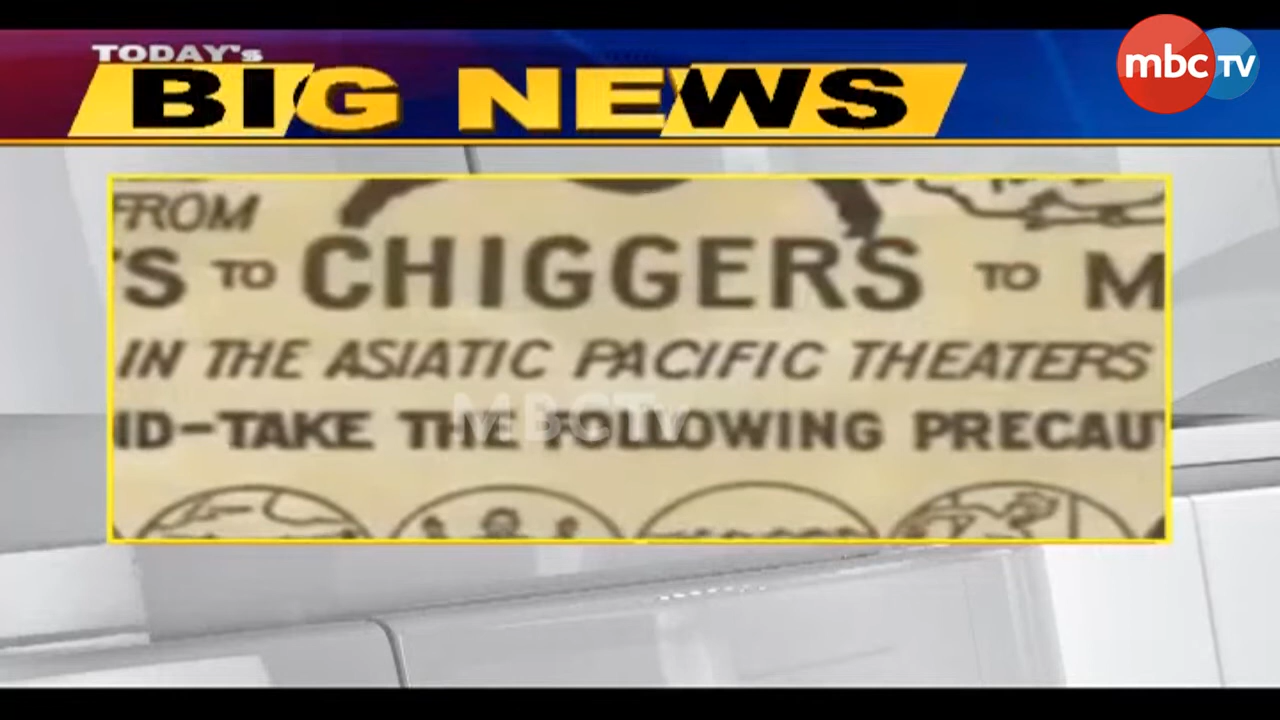 TODAY's
BIG NEWS
mbc TV
FROM
'S TO CHIGGERS TO M
IN THE ASIATIC PACIFIC THEATERS
ID-TAKE THE FOLLOWING PRECAU
MBCTv